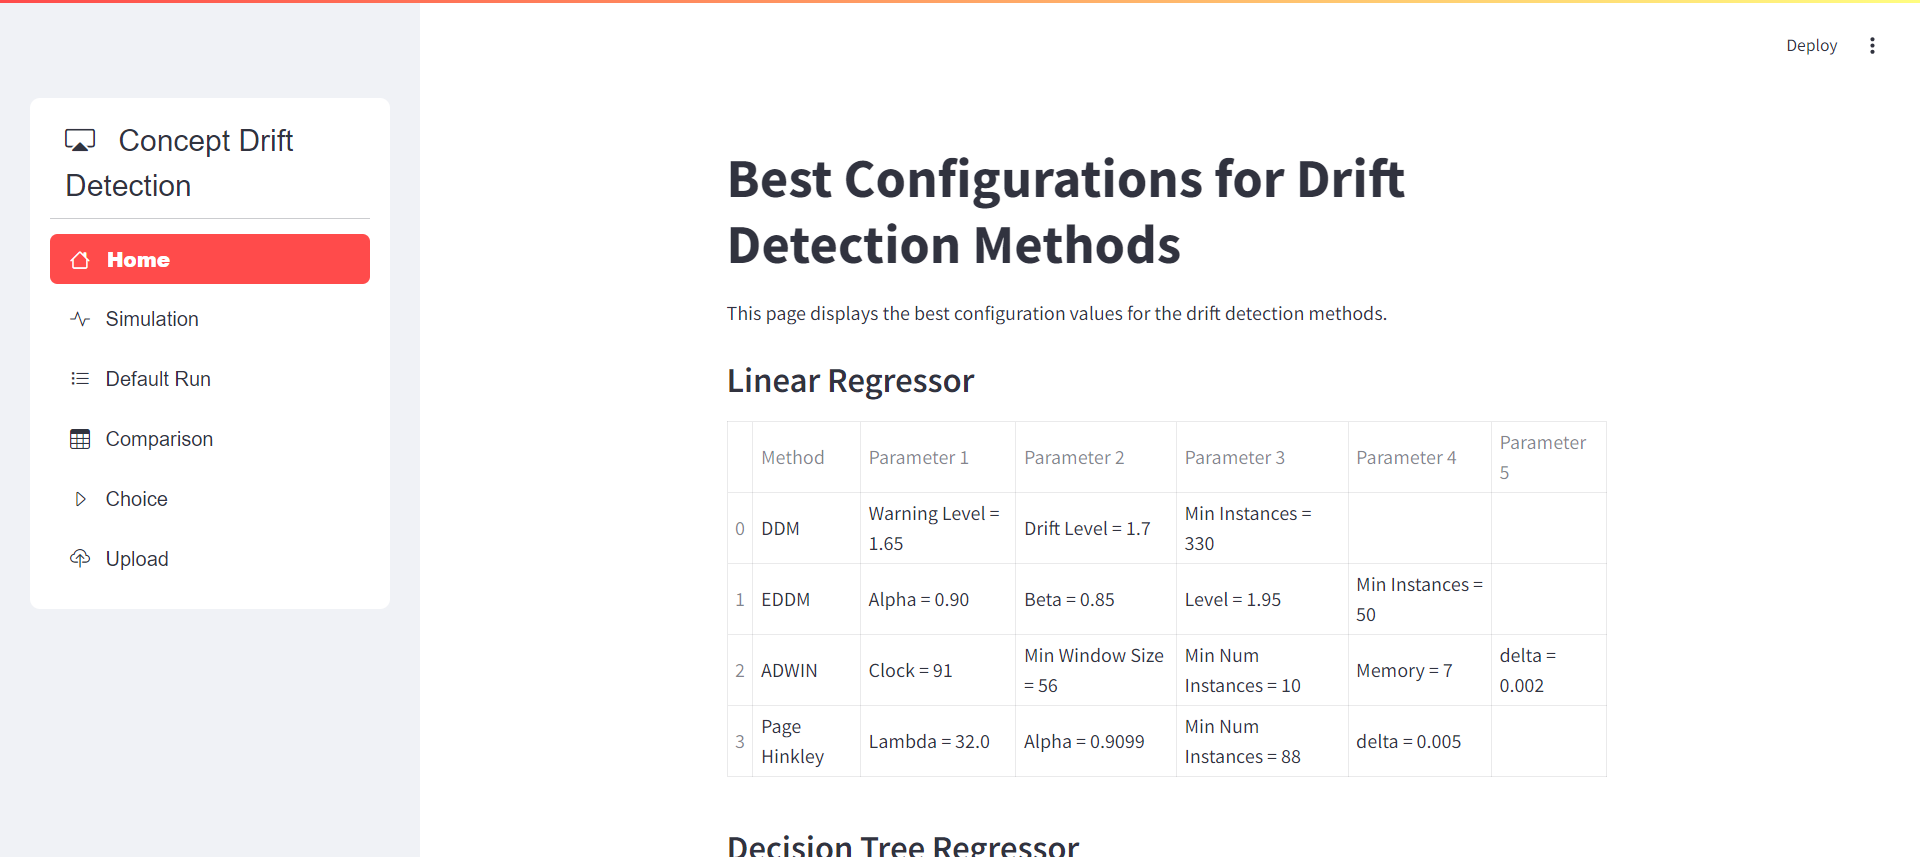 Deploy
Concept Drift
Detection
Home
Simulation
Default Run
Comparison
Choice
Upload
Best Configurations for Drift
Detection Methods
This page displays the best configuration values for the drift detection methods.
Linear Regressor
Method Parameter 1 Parameter 2 Parameter 3 Parameter 4 Parameter 5
0 DDM Warning Level = 1.65 Drift Level = 1.7 Min Instances = 330
1 EDDM Alpha = 0.90 Beta = 0.85 Level = 1.95 Min Instances = 50
2 ADWIN Clock = 91 Min Window Size = 56 Min Num Instances = 10 Memory = 7 delta = 0.002
3 Page Hinkley Lambda = 32.0 Alpha = 0.9099 Min Num Instances = 88 delta = 0.005
Decision Tree Regressor